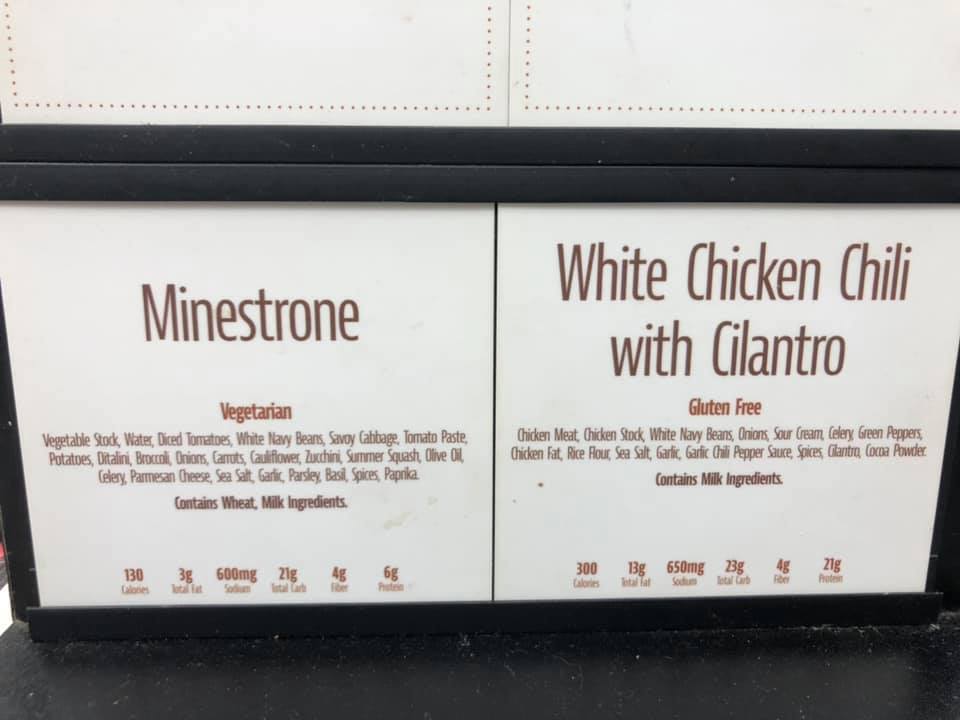 Minestrone
Vegetarian
Vegetable Stock, Water, Diced Tomatoes, White Navy Beans, Savoy Cabbage, Tomato Paste,
Potatoes, Ditalini, Broccoli, Onions, Carrots, Cauliflower, Zucchini, Summer Squash, Olive Oil,
Celery, Parmesan Cheese, Sea Salt, Garlic, Parsley, Basil, Spices, Paprika.
Contains Wheat, Milk Ingredients.
130 3g 600mg 21g 4g 6g
Calories Total Fat Sodium Total Carb Fiber Protein
White Chicken Chili
with Cilantro
Gluten Free
Chicken Meat, Chicken Stock, White Navy Beans, Onions, Sour Cream, Celery, Green Peppers,
Chicken Fat, Rice Flour, Sea Salt, Garlic, Garlic Chili Pepper Sauce, Spices, Cilantro, Cocoa Powder.
Contains Milk Ingredients.
300 13g 650mg 23g 4g 21g
Calories Total Fat Sodium Total Carb Fiber Protein